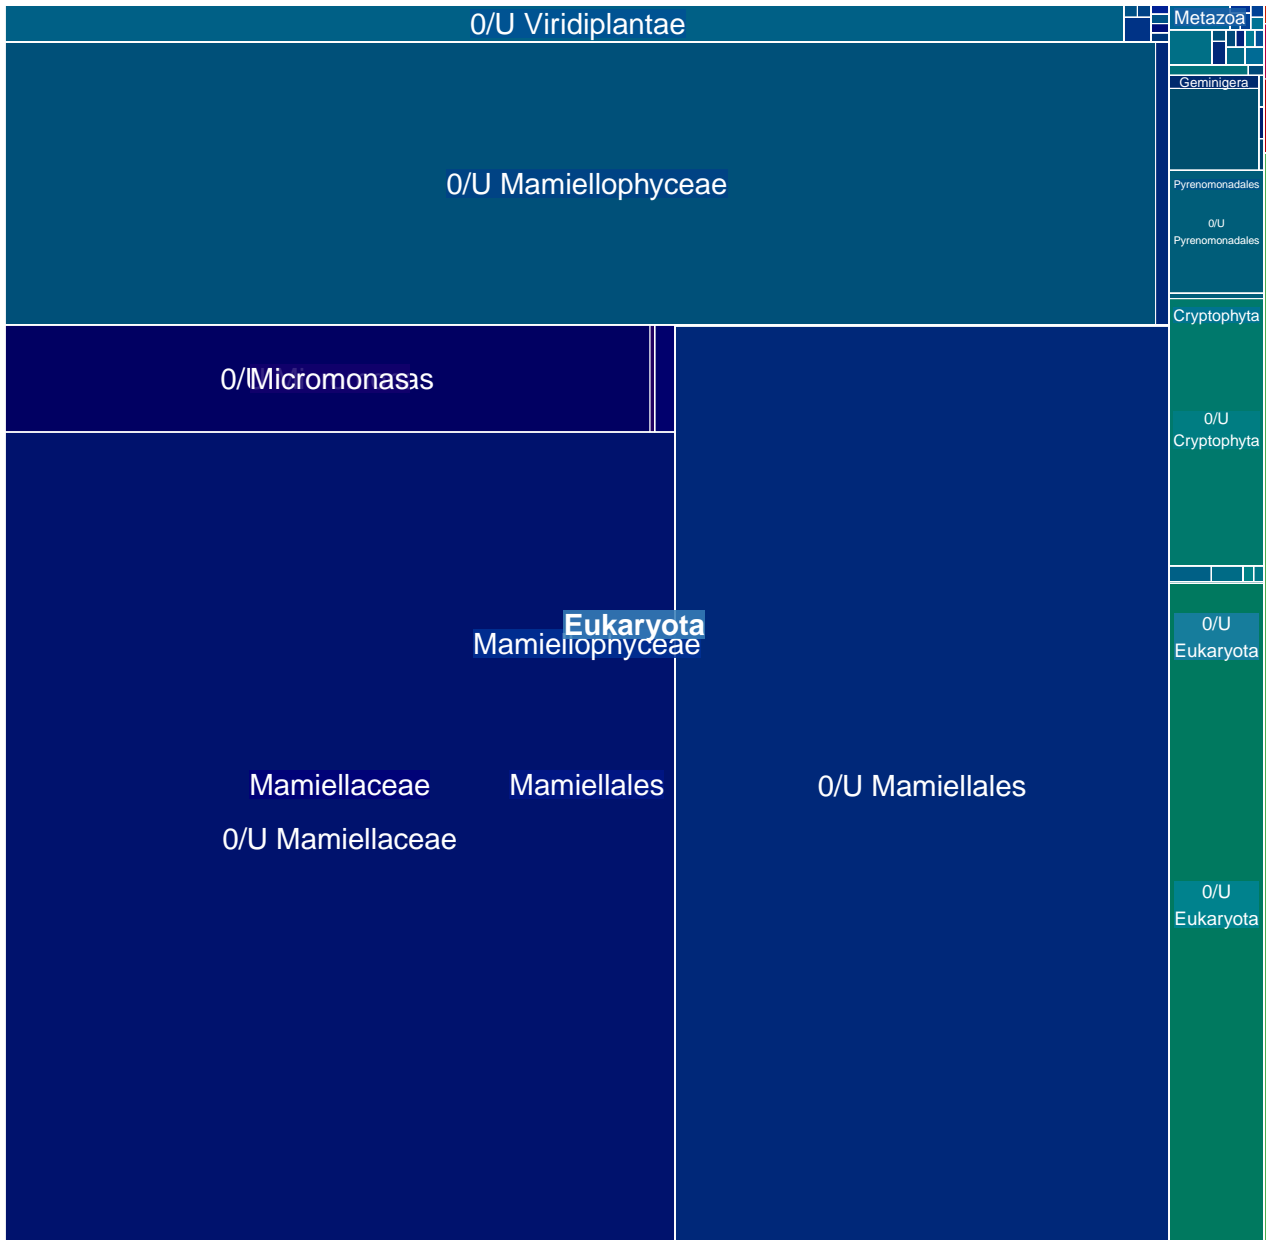 0/U Viridiplantae
Metazoa
Geminigera
0/U Mamiellophyceae
Pyrenomonadales
0/U
Pyrenomonadales
Cryptophyta
Micromonas
0/U
Cryptophyta
Eukaryota
Mamiellophyceae
0/U
Eukaryota
Mamiellaceae
Mamiellales
0/U Mamiellales
0/U Mamiellaceae
0/U
Eukaryota